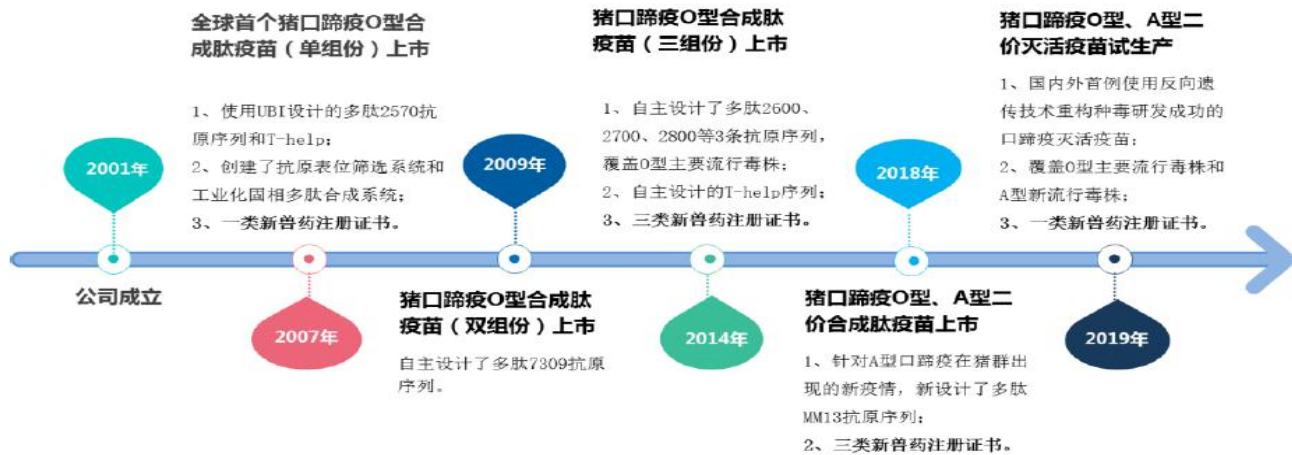 2001年
公司成立
全球首个猪口蹄疫O型合
成肽疫苗（单组份）上市
1、使用UBI设计的多肽2570抗
原序列和T-help；
2、创建了抗原表位筛选系统和
工业化固相多肽合成系统；
3、一类新兽药注册证书。
2007年
猪口蹄疫O型合成肽
疫苗（双组份）上市
自主设计了多肽7309抗原
序列。
2009年
猪口蹄疫O型合成肽
疫苗（三组份）上市
1、自主设计了多肽2600、
2700、2800等3条抗原序列，
覆盖O型主要流行毒株；
2、自主设计的T-help序列；
3、三类新兽药注册证书。
2014年
猪口蹄疫O型、A型二
价合成肽疫苗上市
1、针对A型口蹄疫在猪群出
现的新疫情，新设计了多肽
MM13抗原序列；
2、三类新兽药注册证书。
2018年
猪口蹄疫O型、A型二
价灭活疫苗试生产
1、国内外首例使用反向遗
传技术重构种毒研发成功的
口蹄疫灭活疫苗；
2、覆盖O型主要流行毒株和
A型新流行毒株；
3、一类新兽药注册证书。
2019年